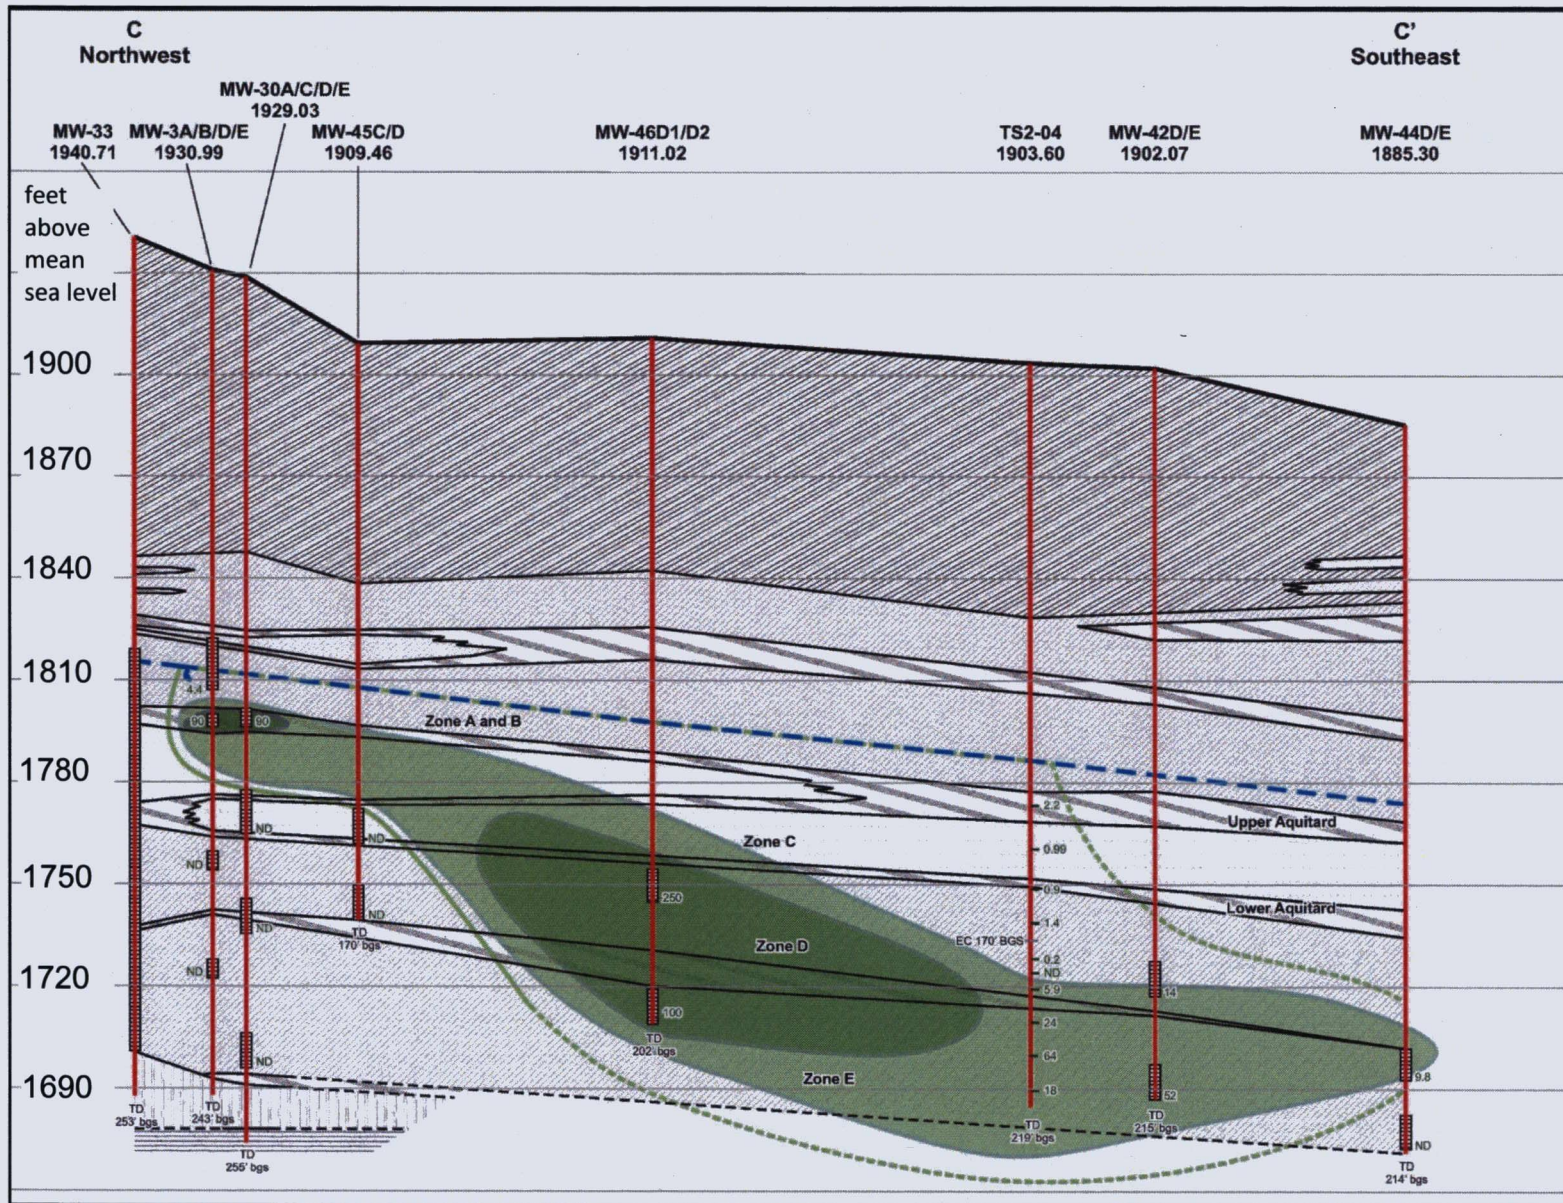 C
Northwest
C'
Southeast
MW-30A/C/D/E
1929.03
MW-33
1940.71
MW-3A/B/D/E
1930.99
MW-45C/D
1909.46
MW-46D1/D2
1911.02
TS2-04
1903.60
MW-42D/E
1902.07
MW-44D/E
1885.30
feet
above
mean
sea level
1900
1870
1840
1810
1780
1750
1720
1690
4.4
90
90
Zone A and B
2.2
Upper Aquitard
ND
ND
Zone C
0.99
ND
250
0.9
Lower Aquitard
ND
ND
TD
170' bgs
Zone D
1.4
EC 170' BGS
0.2
ND
ND
5.9
14
100
24
TD
202' bgs
ND
64
Zone E
18
52
9.8
TD
253' bgs
TD
243' bgs
TD
219' bgs
TD
215' bgs
ND
TD
255' bgs
TD
214' bgs